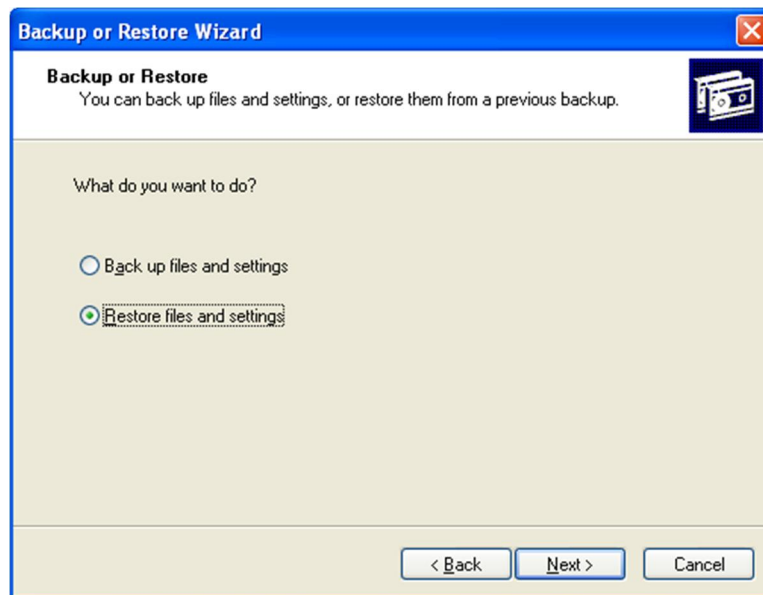 Backup or Restore Wizard
Backup or Restore
You can back up files and settings, or restore them from a previous backup.
What do you want to do?
Back up files and settings
Restore files and settings
< Back Next > Cancel